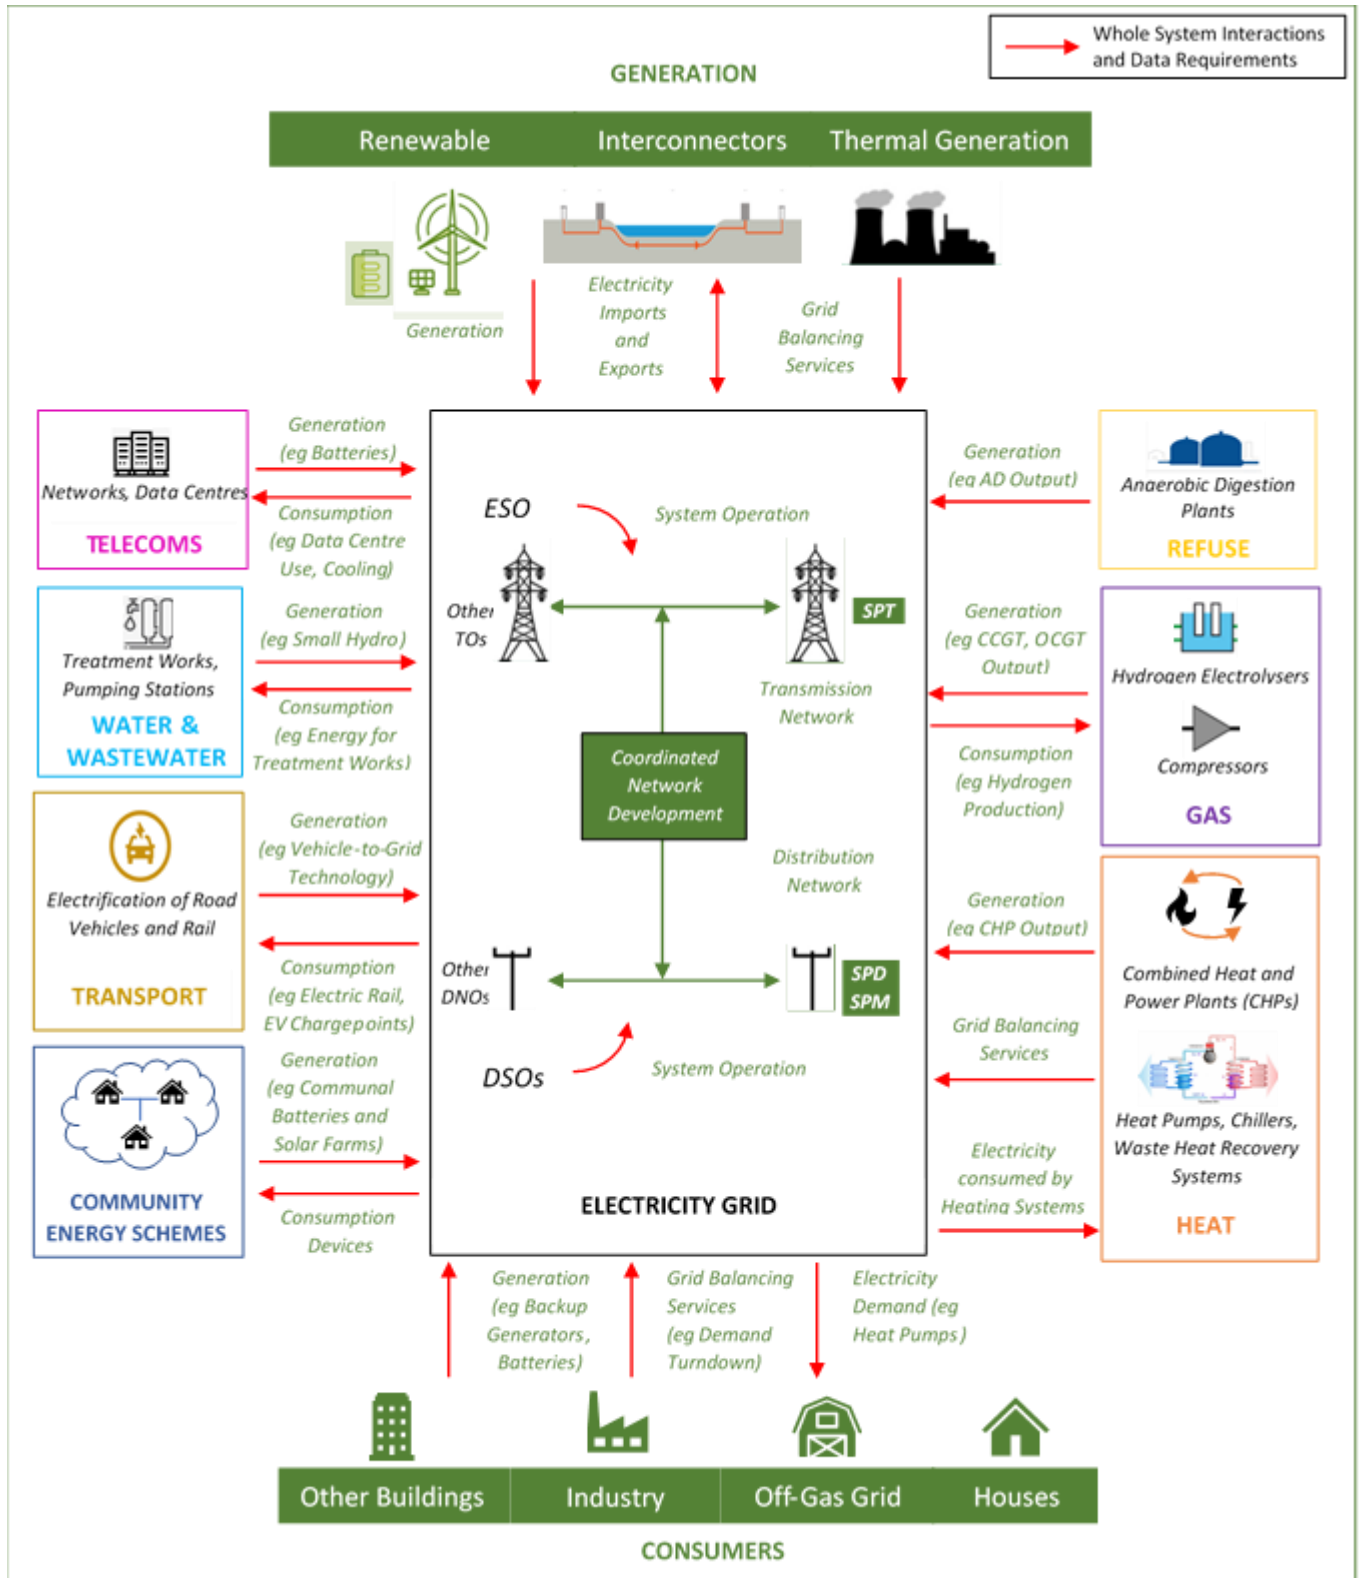 Whole System Interactions
and Data Requirements
GENERATION
Renewable
Interconnectors
Thermal Generation
Generation
Electricity
Imports
and
Exports
Grid
Balancing
Services
Networks, Data Centres
TELECOMS
Generation
(eg Batteries)
Consumption
(eg Data Centre
Use, Cooling)
Treatment Works,
Pumping Stations
WATER &
WASTEWATER
Generation
(eg Small Hydro)
Consumption
(eg Energy for
Treatment Works)
Electrification of Road
Vehicles and Rail
TRANSPORT
Generation
(eg Vehicle-to-Grid
Technology)
Consumption
(eg Electric Rail,
EV Chargepoints)
COMMUNITY
ENERGY SCHEMES
Generation
(eg Communal
Batteries and
Solar Farms)
Consumption
Devices
ESO
System Operation
Other
TOs
SPT
Transmission
Network
Coordinated
Network
Development
Distribution
Network
Other
DNOs
SPD
SPM
DSOs
System Operation
ELECTRICITY GRID
Generation
(eg AD Output)
Anaerobic Digestion
Plants
REFUSE
Generation
(eg CCGT, OCGT
Output)
Consumption
(eg Hydrogen
Production)
Hydrogen Electrolysers
Compressors
GAS
Generation
(eg CHP Output)
Grid Balancing
Services
Electricity
consumed by
Heating Systems
Combined Heat and
Power Plants (CHPs)
Heat Pumps, Chillers,
Waste Heat Recovery
Systems
HEAT
Generation
(eg Backup
Generators,
Batteries)
Grid Balancing
Services
(eg Demand
Turndown)
Electricity
Demand (eg
Heat Pumps)
Other Buildings
Industry
Off-Gas Grid
Houses
CONSUMERS